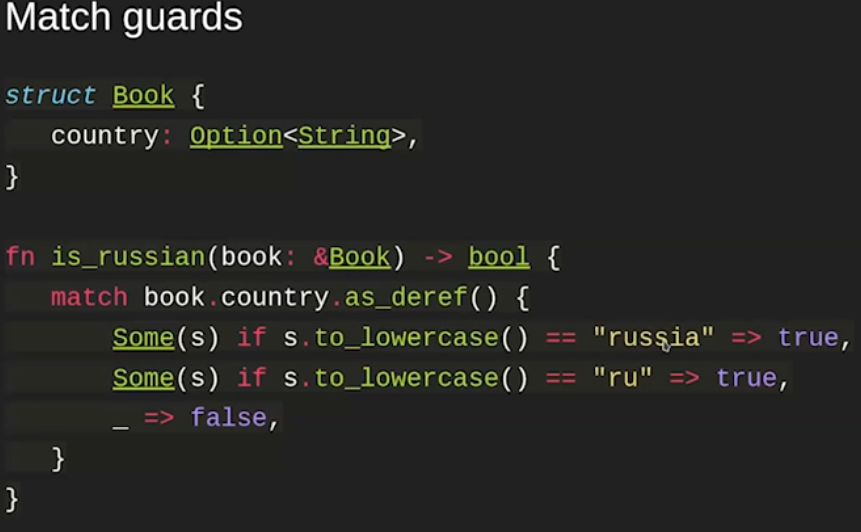 Match guards
struct Book {
country: Option<String>,
}
fn is_russian(book: &Book) -> bool {
match book.country.as_deref() {
Some(s) if s.to_lowercase() == "russia" => true,
Some(s) if s.to_lowercase() == "ru" => true,
_ => false,
}
}